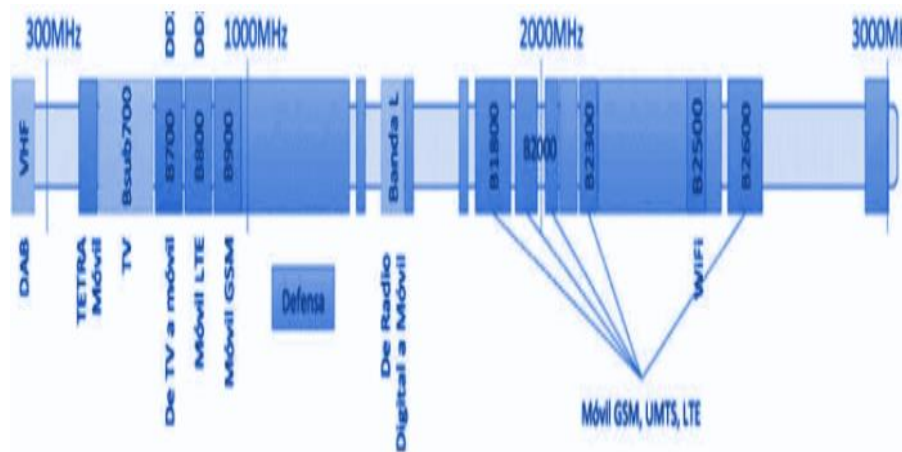 300MHz
1000MHz
2000MHz
VHF
Bsub700
B700
B800
B900
Banda L
B1800
B2000
B2300
B2500
B2600
DAB
TETRA
Móvil
TV
De TV a móvil
Móvil LTE
Móvil GSM
Defensa
De Radio
Digital a Móvil
WiFi
Móvil GSM, UMTS, LTE